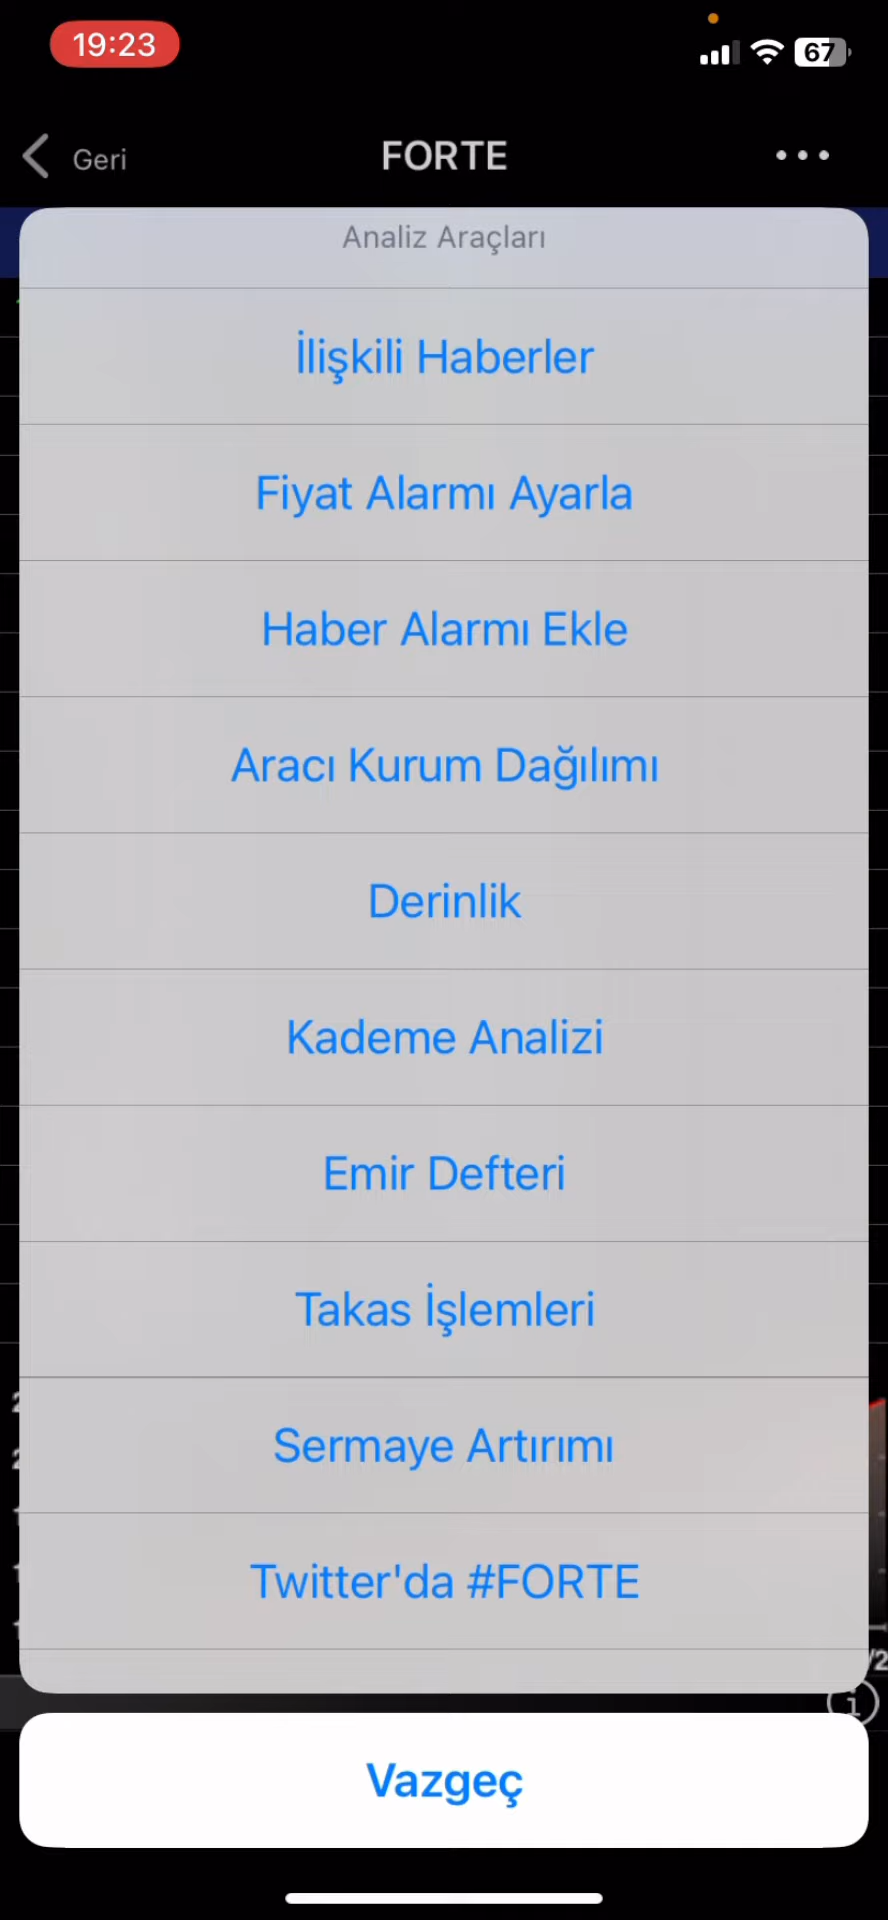 19:23
67
Geri
FORTE
Analiz Araçları
İlişkili Haberler
Fiyat Alarmı Ayarla
Haber Alarmı Ekle
Aracı Kurum Dağılımı
Derinlik
Kademe Analizi
Emir Defteri
Takas İşlemleri
Sermaye Artırımı
Twitter'da #FORTE
Vazgeç